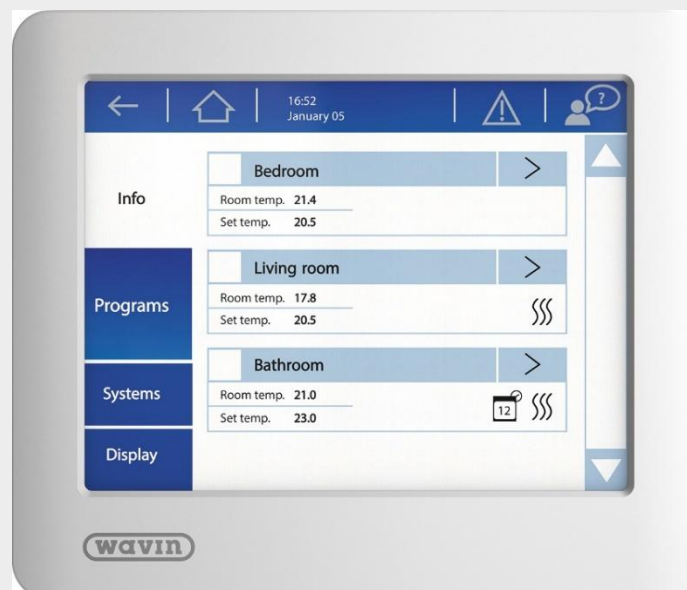 16:52
January 05
?
Info
Programs
Systems
Display
Bedroom
Room temp. 21.4
Set temp. 20.5
Living room
Room temp. 17.8
Set temp. 20.5
Bathroom
Room temp. 21.0
Set temp. 23.0
12
wavin